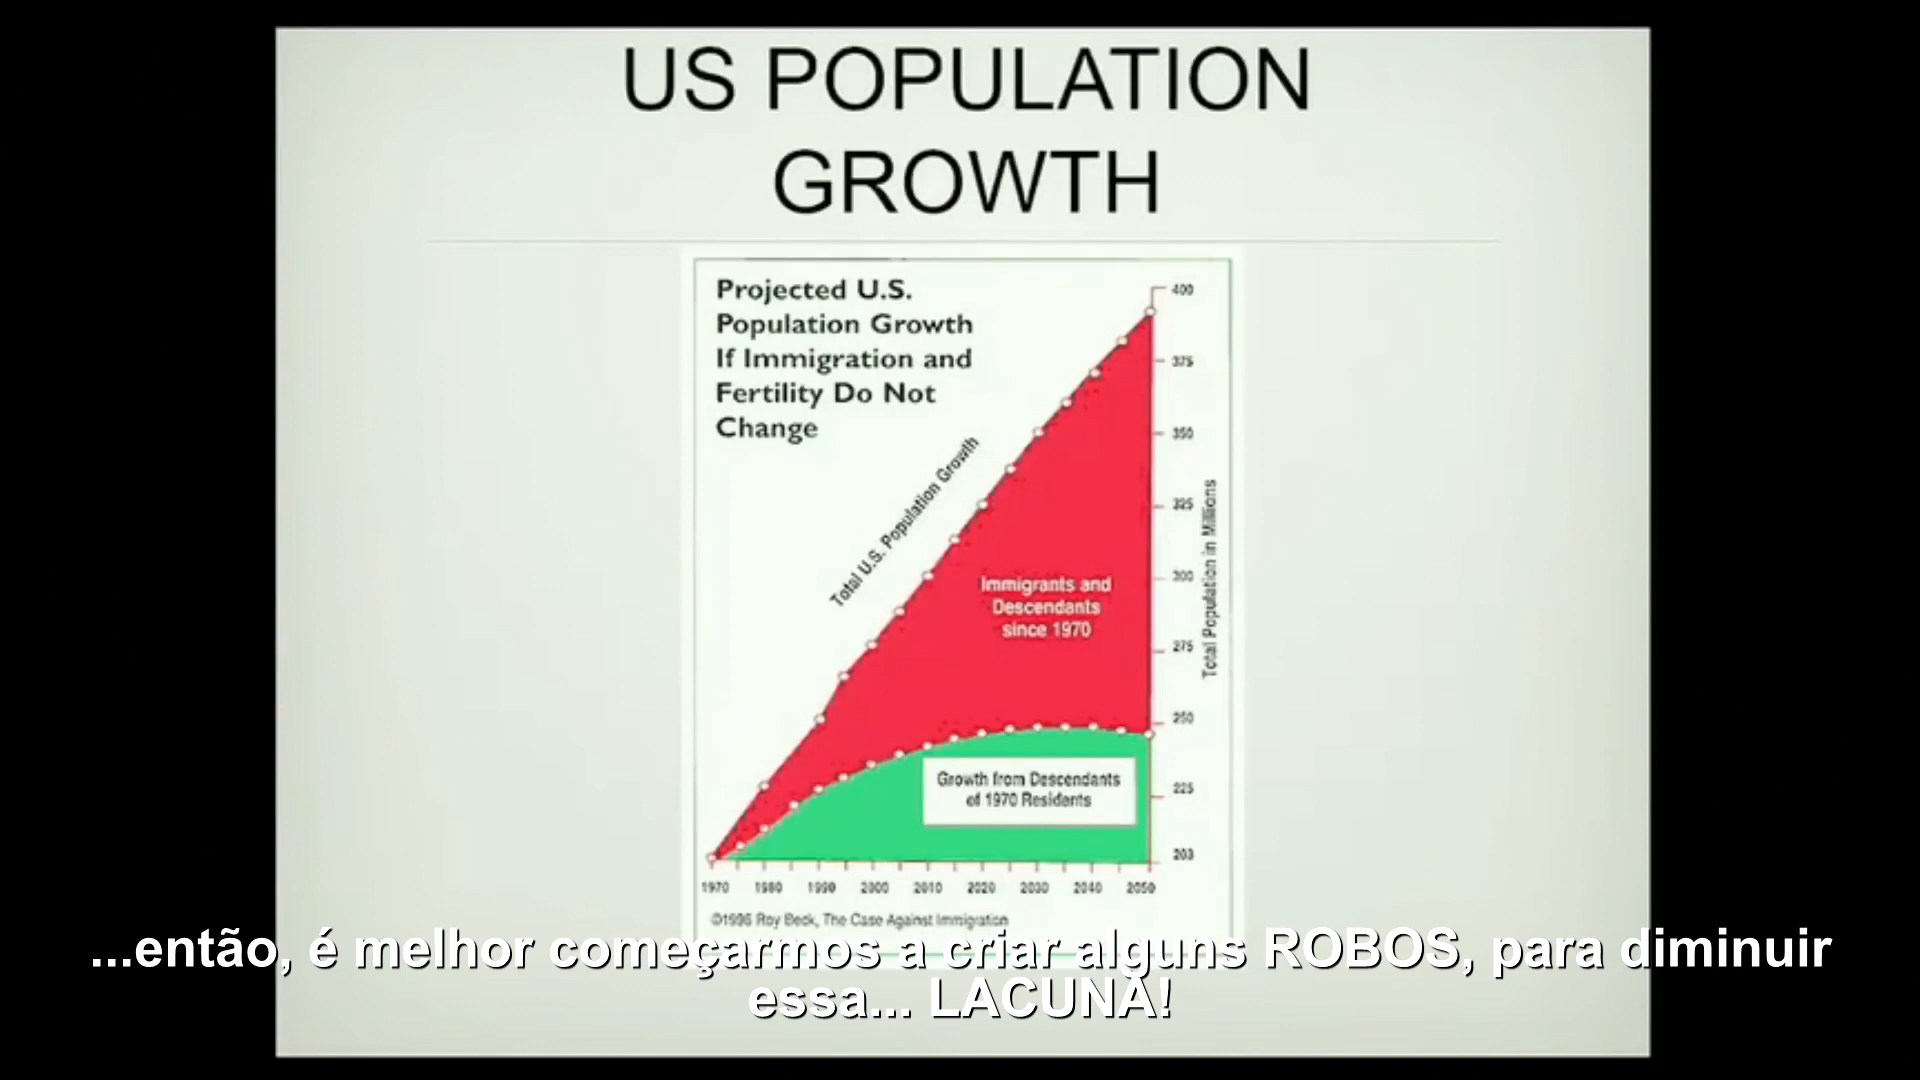 US POPULATION
GROWTH
Projected U.S.
Population Growth
If Immigration and
Fertility Do Not
Change
Total U.S. Population Growth
Immigrants and
Descendants
since 1970
Growth from Descendants
of 1970 Residents
400
375
350
325
300
275
250
225
203
Total Population in Millions
1970 1980 1990 2000 2010 2020 2030 2040 2050
©1996 Roy Beck, The Case Against Immigration
...então, é melhor começarmos a criar alguns ROBOS, para diminuir
essa... LACUNA!